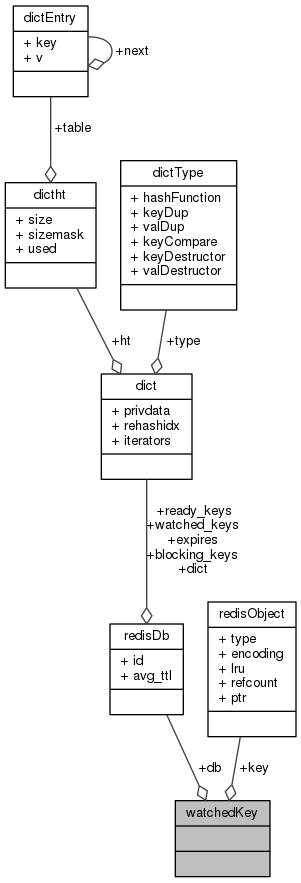 dictEntry
+ key
+ v
+next
+table
dictht
+ size
+ sizemask
+ used
dictType
+ hashFunction
+ keyDup
+ valDup
+ keyCompare
+ keyDestructor
+ valDestructor
+ht
+type
dict
+ privdata
+ rehashidx
+ iterators
+ready_keys
+watched_keys
+expires
+blocking_keys
+dict
redisDb
+ id
+ avg_ttl
redisObject
+ type
+ encoding
+ lru
+ refcount
+ ptr
+db
+key
watchedKey